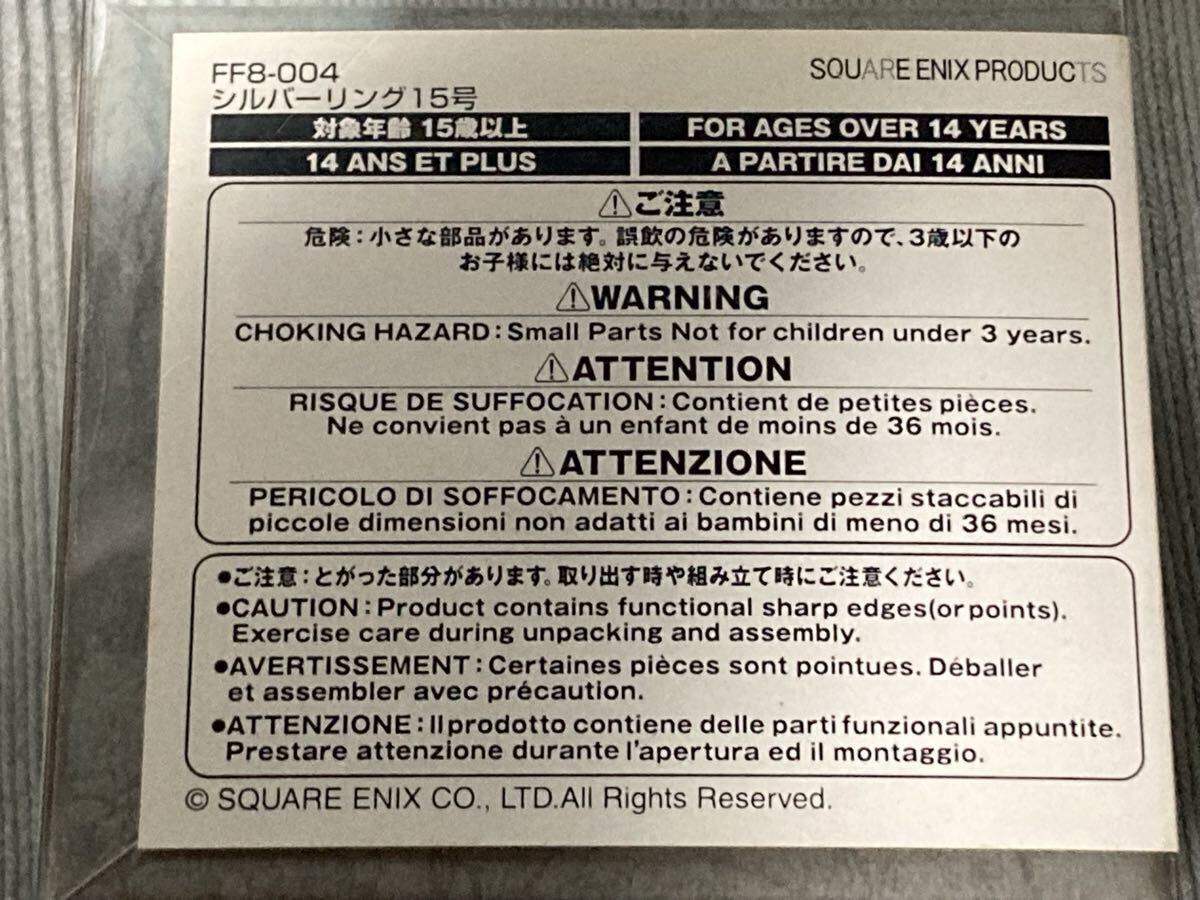 FF8-004
SQUARE ENIX PRODUCTS
シルバーリング15号
対象年齢 15歳以上
FOR AGES OVER 14 YEARS
14 ANS ET PLUS
A PARTIRE DAI 14 ANNI
⚠ご注意
危険：小さな部品があります。誤飲の危険がありますので、3歳以下の
お子様には絶対に与えないでください。
⚠WARNING
CHOKING HAZARD：Small Parts Not for children under 3 years.
⚠ATTENTION
RISQUE DE SUFFOCATION：Contient de petites pièces.
Ne convient pas à un enfant de moins de 36 mois.
⚠ATTENZIONE
PERICOLO DI SOFFOCAMENTO：Contiene pezzi staccabili di
piccole dimensioni non adatti ai bambini di meno di 36 mesi.
●ご注意：とがった部分があります。取り出す時や組み立て時にご注意ください。
●CAUTION：Product contains functional sharp edges(or points).
Exercise care during unpacking and assembly.
●AVERTISSEMENT：Certaines pièces sont pointues. Déballer
et assembler avec précaution.
●ATTENZIONE：Il prodotto contiene delle parti funzionali appuntite.
Prestare attenzione durante l'apertura ed il montaggio.
© SQUARE ENIX CO., LTD.All Rights Reserved.